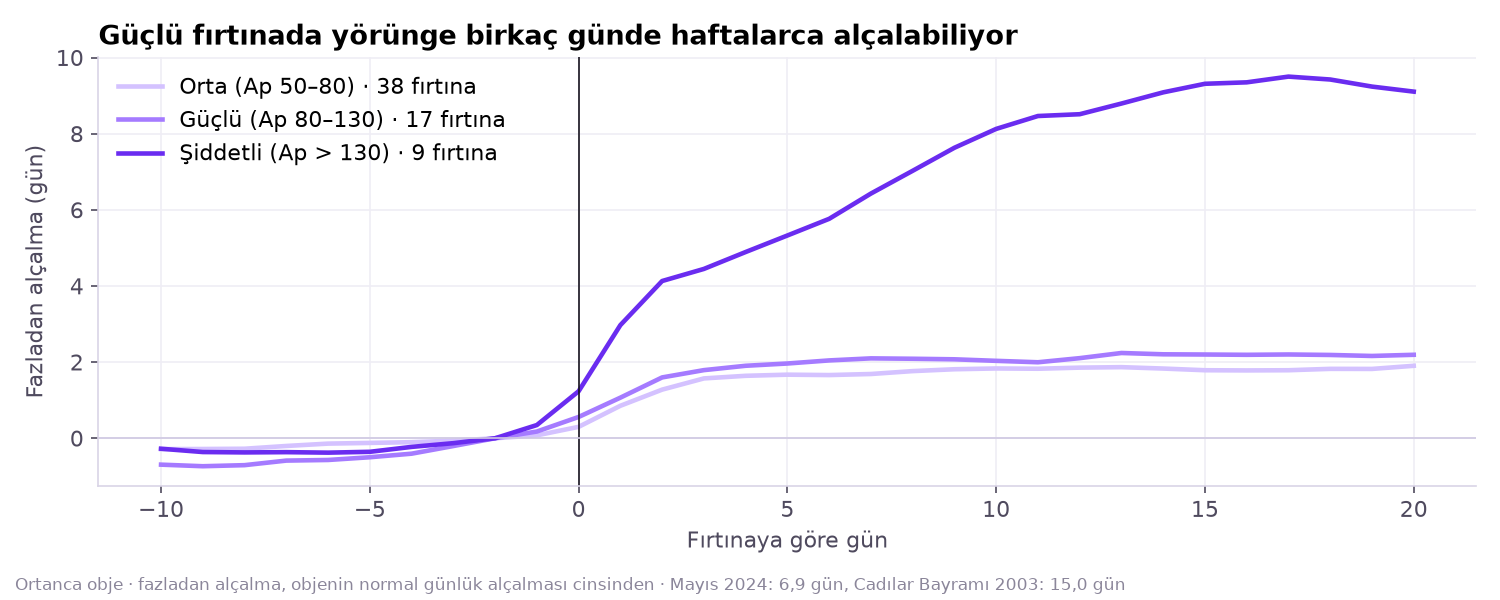 Güçlü fırtınada yörünge birkaç günde haftalarca alçalabiliyor
Orta (Ap 50–80) · 38 fırtına
Güçlü (Ap 80–130) · 17 fırtına
Şiddetli (Ap > 130) · 9 fırtına
Fazladan alçalma (gün)
10
8
6
4
2
0
−10
−5
0
5
10
15
20
Fırtınaya göre gün
Ortanca obje · fazladan alçalma, objenin normal günlük alçalması cinsinden · Mayıs 2024: 6,9 gün, Cadılar Bayramı 2003: 15,0 gün